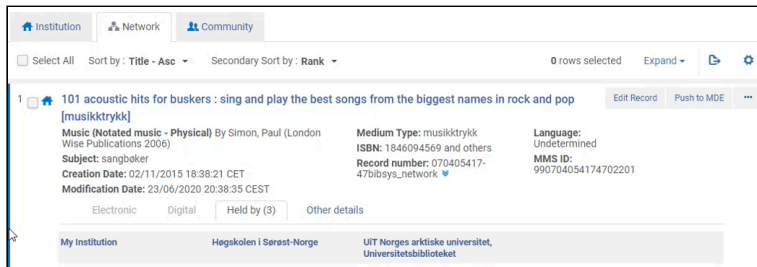 Institution Network Community
Select All Sort by : Title - Asc Secondary Sort by : Rank 0 rows selected Expand
1 101 acoustic hits for buskers : sing and play the best songs from the biggest names in rock and pop Edit Record Push to MDE ...
[musikktrykk]
Music (Notated music - Physical) By Simon, Paul (London Medium Type: musikktrykk Language:
Wise Publications 2006) ISBN: 1846094569 and others Undetermined
Subject: sangbøker Record number: 070405417- MMS ID:
Creation Date: 02/11/2015 18:38:21 CET 47bibsys_network 990704054174702201
Modification Date: 23/06/2020 20:38:35 CEST
Electronic Digital Held by (3) Other details
My Institution Høgskolen i Sørøst-Norge UiT Norges arktiske universitet,
Universitetsbiblioteket